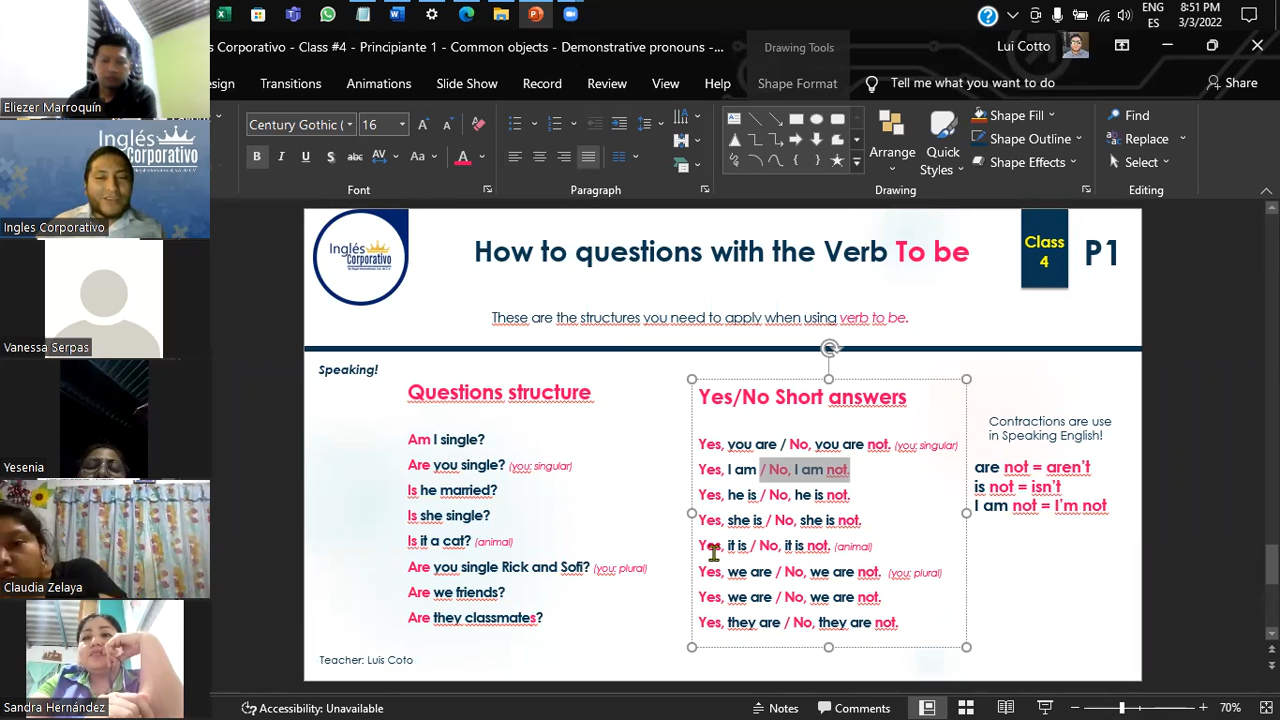 ENG
ES
8:51 PM
3/3/2022
s Corporativo - Class #4 - Principiante 1 - Common objects - Demonstrative pronouns -...
Drawing Tools
Lui Cotto
sign
Transitions
Animations
Slide Show
Record
Review
View
Help
Shape Format
Tell me what you want to do
Share
Century Gothic (
16
B
I
U
S
abc
AV
Aa
A
Font
Paragraph
Arrange
Quick
Styles
Shape Fill
Shape Outline
Shape Effects
Drawing
Find
Replace
Select
Editing
Eliezer Marroquín
Inglés
Corporativo
Ingles Corporativo
Vanessa Serpas
Yesenia
Claudia Zelaya
Sandra Hernández
Inglés
Corporativo
How to questions with the Verb To be
Class
4
P1
These are the structures you need to apply when using verb to be.
Speaking!
Questions structure
Am I single?
Are you single? (you: singular)
Is he married?
Is she single?
Is it a cat? (animal)
Are you single Rick and Sofi? (you: plural)
Are we friends?
Are they classmates?
Yes/No Short answers
Yes, you are / No, you are not. (you: singular)
Yes, I am / No, I am not.
Yes, he is / No, he is not.
Yes, she is / No, she is not.
Yes, it is / No, it is not. (animal)
Yes, we are / No, we are not. (you: plural)
Yes, we are / No, we are not.
Yes, they are / No, they are not.
Contractions are use
in Speaking English!
are not = aren't
is not = isn't
I am not = I'm not
Teacher: Luis Coto
Accessibility: Unavailable
Notes
Comments
70%